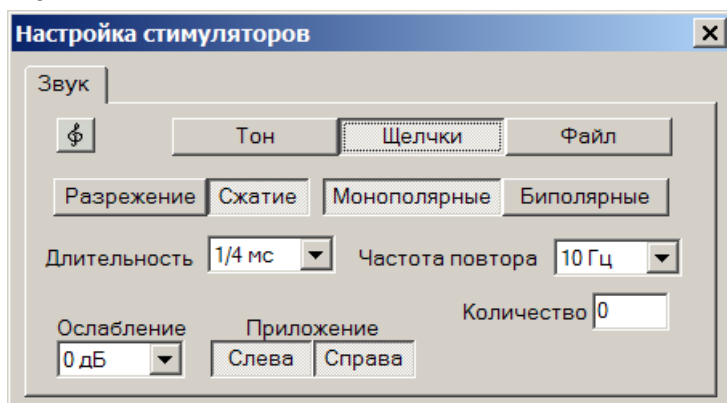 Настройка стимуляторов
Звук
Тон Щелчки Файл
Разрежение Сжатие Монополярные Биполярные
Длительность 1/4 мс Частота повтора 10 Гц
Количество 0
Ослабление Приложение
0 дБ Слева Справа